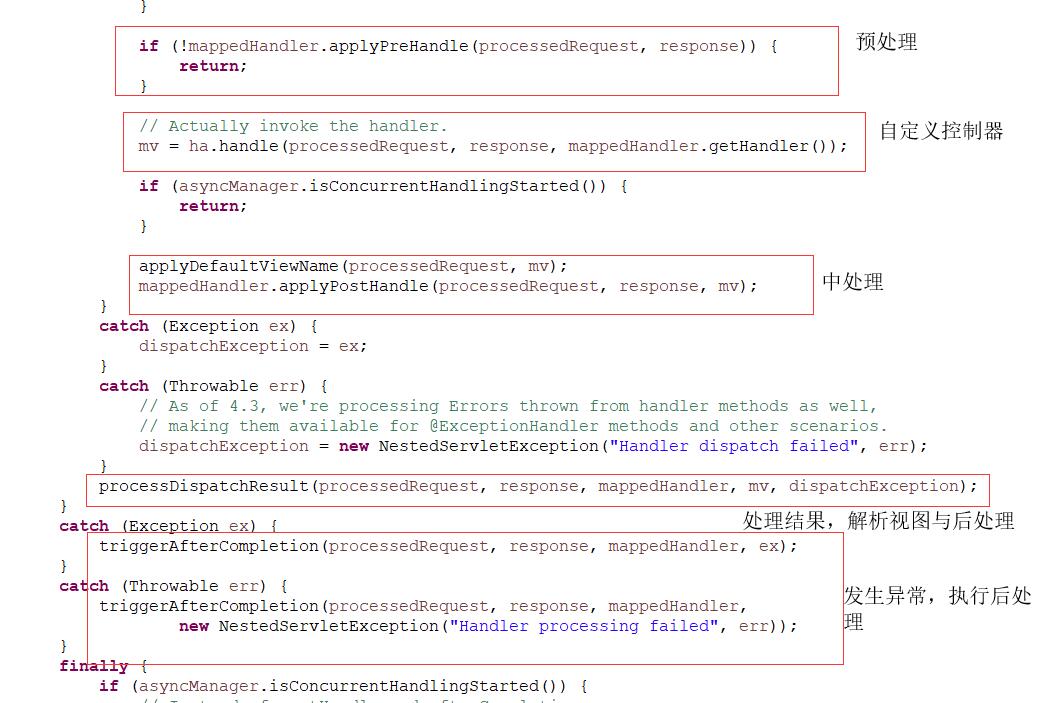 }
if (!mappedHandler.applyPreHandle(processedRequest, response)) {
预处理
return;
}
// Actually invoke the handler.
自定义控制器
mv = ha.handle(processedRequest, response, mappedHandler.getHandler());
if (asyncManager.isConcurrentHandlingStarted()) {
return;
}
applyDefaultViewName(processedRequest, mv);
mappedHandler.applyPostHandle(processedRequest, response, mv);
中处理
}
catch (Exception ex) {
dispatchException = ex;
}
catch (Throwable err) {
// As of 4.3, we're processing Errors thrown from handler methods as well,
// making them available for @ExceptionHandler methods and other scenarios.
dispatchException = new NestedServletException("Handler dispatch failed", err);
}
processDispatchResult(processedRequest, response, mappedHandler, mv, dispatchException);
}
处理结果，解析视图与后处理
catch (Exception ex) {
triggerAfterCompletion(processedRequest, response, mappedHandler, ex);
}
catch (Throwable err) {
发生异常，执行后处
理
triggerAfterCompletion(processedRequest, response, mappedHandler,
new NestedServletException("Handler processing failed", err));
}
finally {
if (asyncManager.isConcurrentHandlingStarted()) {